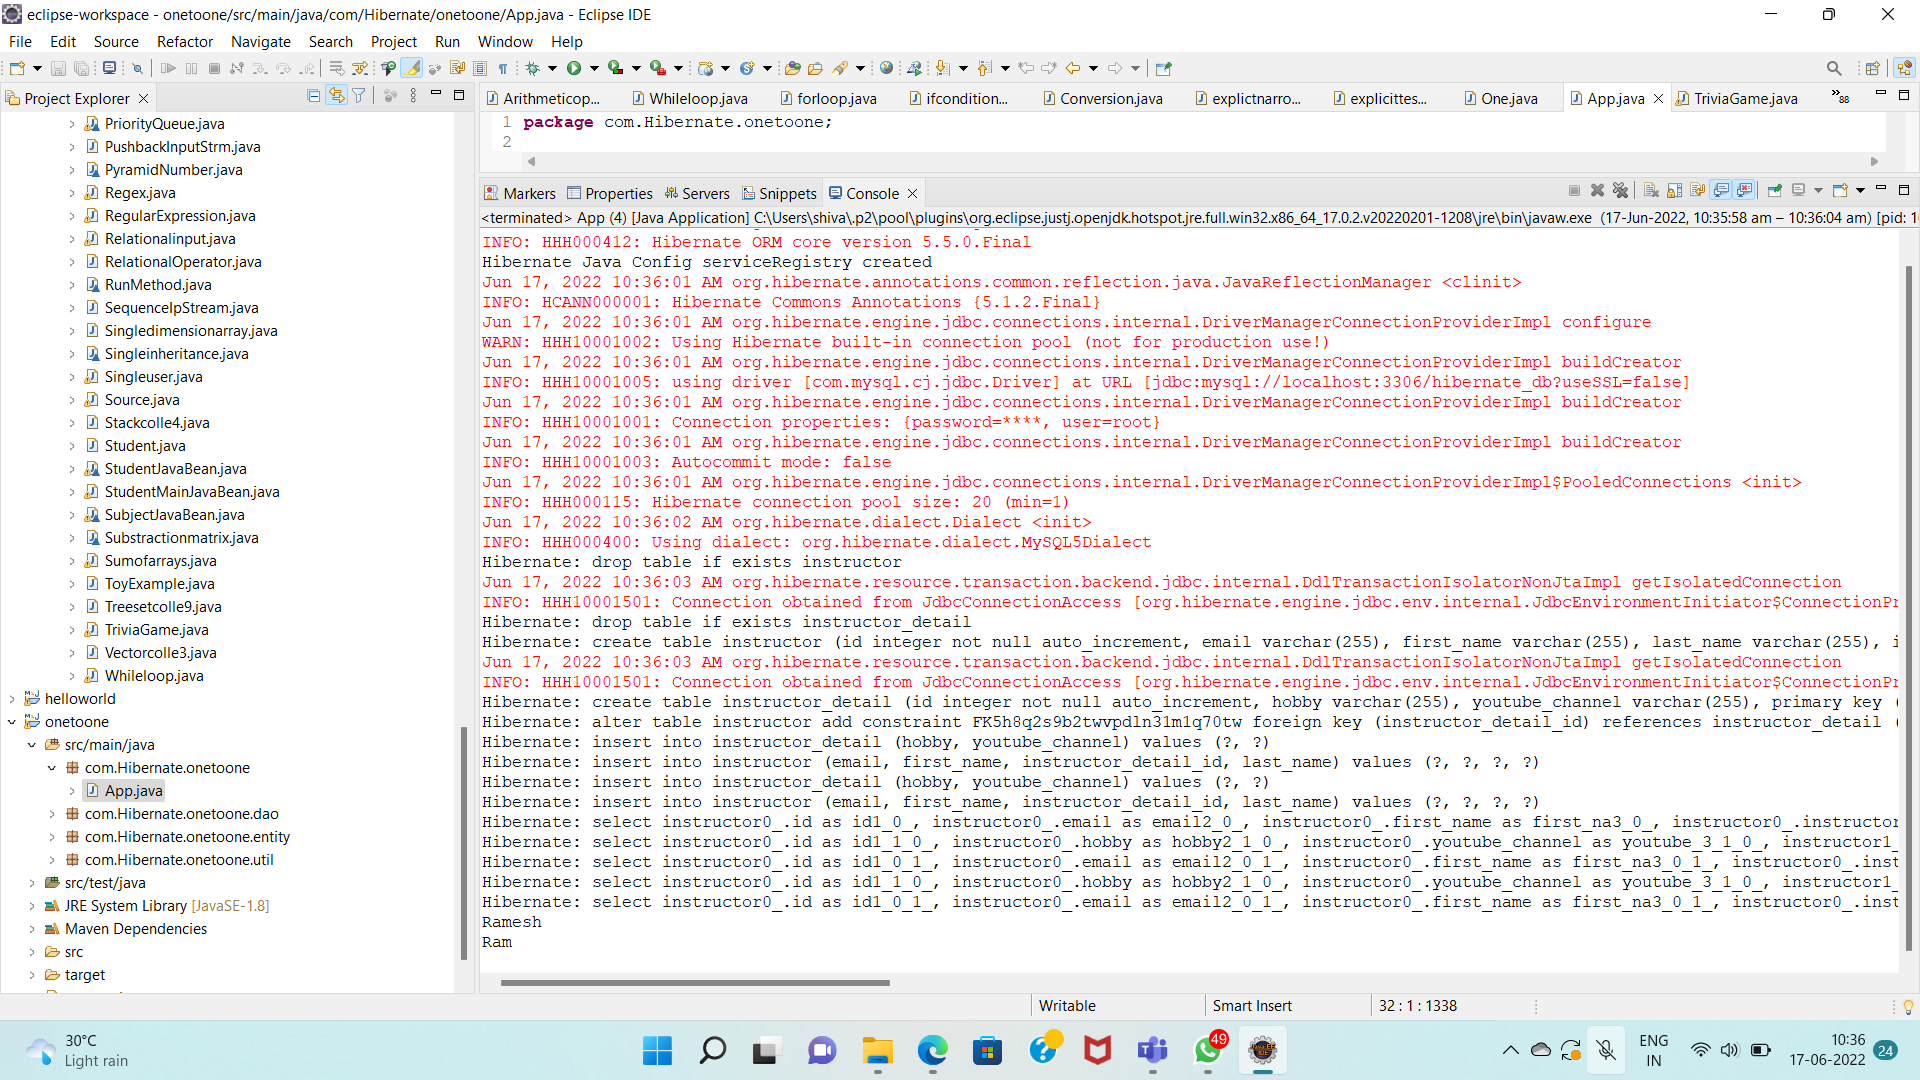 eclipse-workspace - onetoone/src/main/java/com/Hibernate/onetoone/App.java - Eclipse IDE
File Edit Source Refactor Navigate Search Project Run Window Help
Project Explorer
PriorityQueue.java
PushbackInputStrm.java
PyramidNumber.java
Regex.java
RegularExpression.java
Relationalinput.java
RelationalOperator.java
RunMethod.java
SequenceIpStream.java
Singledimensionarray.java
Singleinheritance.java
Singleuser.java
Source.java
Stackcolle4.java
Student.java
StudentJavaBean.java
StudentMainJavaBean.java
SubjectJavaBean.java
Substractionmatrix.java
Sumofarrays.java
ToyExample.java
Treesetcolle9.java
TriviaGame.java
Vectorcolle3.java
Whileloop.java
helloworld
onetoone
src/main/java
com.Hibernate.onetoone
App.java
com.Hibernate.onetoone.dao
com.Hibernate.onetoone.entity
com.Hibernate.onetoone.util
src/test/java
JRE System Library [JavaSE-1.8]
Maven Dependencies
src
target
Arithmeticop... Whileloop.java forloop.java ifcondition... Conversion.java explictnarro... explicittes... One.java App.java TriviaGame.java »88
1 package com.Hibernate.onetoone;
2
Markers Properties Servers Snippets Console
<terminated> App (4) [Java Application] C:\Users\shiva\.p2\pool\plugins\org.eclipse.justj.openjdk.hotspot.jre.full.win32.x86_64_17.0.2.v20220201-1208\jre\bin\javaw.exe (17-Jun-2022, 10:35:58 am – 10:36:04 am) [pid: 1
INFO: HHH000412: Hibernate ORM core version 5.5.0.Final
Hibernate Java Config serviceRegistry created
Jun 17, 2022 10:36:01 AM org.hibernate.annotations.common.reflection.java.JavaReflectionManager <clinit>
INFO: HCANN000001: Hibernate Commons Annotations {5.1.2.Final}
Jun 17, 2022 10:36:01 AM org.hibernate.engine.jdbc.connections.internal.DriverManagerConnectionProviderImpl configure
WARN: HHH10001002: Using Hibernate built-in connection pool (not for production use!)
Jun 17, 2022 10:36:01 AM org.hibernate.engine.jdbc.connections.internal.DriverManagerConnectionProviderImpl buildCreator
INFO: HHH10001005: using driver [com.mysql.cj.jdbc.Driver] at URL [jdbc:mysql://localhost:3306/hibernate_db?useSSL=false]
Jun 17, 2022 10:36:01 AM org.hibernate.engine.jdbc.connections.internal.DriverManagerConnectionProviderImpl buildCreator
INFO: HHH10001001: Connection properties: {password=****, user=root}
Jun 17, 2022 10:36:01 AM org.hibernate.engine.jdbc.connections.internal.DriverManagerConnectionProviderImpl buildCreator
INFO: HHH10001003: Autocommit mode: false
Jun 17, 2022 10:36:01 AM org.hibernate.engine.jdbc.connections.internal.DriverManagerConnectionProviderImpl$PooledConnections <init>
INFO: HHH000115: Hibernate connection pool size: 20 (min=1)
Jun 17, 2022 10:36:02 AM org.hibernate.dialect.Dialect <init>
INFO: HHH000400: Using dialect: org.hibernate.dialect.MySQL5Dialect
Hibernate: drop table if exists instructor
Jun 17, 2022 10:36:03 AM org.hibernate.resource.transaction.backend.jdbc.internal.DdlTransactionIsolatorNonJtaImpl getIsolatedConnection
INFO: HHH10001501: Connection obtained from JdbcConnectionAccess [org.hibernate.engine.jdbc.env.internal.JdbcEnvironmentInitiator$ConnectionPr
Hibernate: drop table if exists instructor_detail
Hibernate: create table instructor (id integer not null auto_increment, email varchar(255), first_name varchar(255), last_name varchar(255), i
Jun 17, 2022 10:36:03 AM org.hibernate.resource.transaction.backend.jdbc.internal.DdlTransactionIsolatorNonJtaImpl getIsolatedConnection
INFO: HHH10001501: Connection obtained from JdbcConnectionAccess [org.hibernate.engine.jdbc.env.internal.JdbcEnvironmentInitiator$ConnectionPr
Hibernate: create table instructor_detail (id integer not null auto_increment, hobby varchar(255), youtube_channel varchar(255), primary key (
Hibernate: alter table instructor add constraint FK5h8q2s9b2twvpdln31m1q70tw foreign key (instructor_detail_id) references instructor_detail (
Hibernate: insert into instructor_detail (hobby, youtube_channel) values (?, ?)
Hibernate: insert into instructor (email, first_name, instructor_detail_id, last_name) values (?, ?, ?, ?)
Hibernate: insert into instructor_detail (hobby, youtube_channel) values (?, ?)
Hibernate: insert into instructor (email, first_name, instructor_detail_id, last_name) values (?, ?, ?, ?)
Hibernate: select instructor0_.id as id1_0_, instructor0_.email as email2_0_, instructor0_.first_name as first_na3_0_, instructor0_.instructor
Hibernate: select instructor0_.id as id1_1_0_, instructor0_.hobby as hobby2_1_0_, instructor0_.youtube_channel as youtube_3_1_0_, instructor1_
Hibernate: select instructor0_.id as id1_0_1_, instructor0_.email as email2_0_1_, instructor0_.first_name as first_na3_0_1_, instructor0_.inst
Hibernate: select instructor0_.id as id1_1_0_, instructor0_.hobby as hobby2_1_0_, instructor0_.youtube_channel as youtube_3_1_0_, instructor1_
Hibernate: select instructor0_.id as id1_0_1_, instructor0_.email as email2_0_1_, instructor0_.first_name as first_na3_0_1_, instructor0_.inst
Ramesh
Ram
Writable Smart Insert 32 : 1 : 1338
30°C
Light rain
49
ENG
IN
10:36
17-06-2022
24